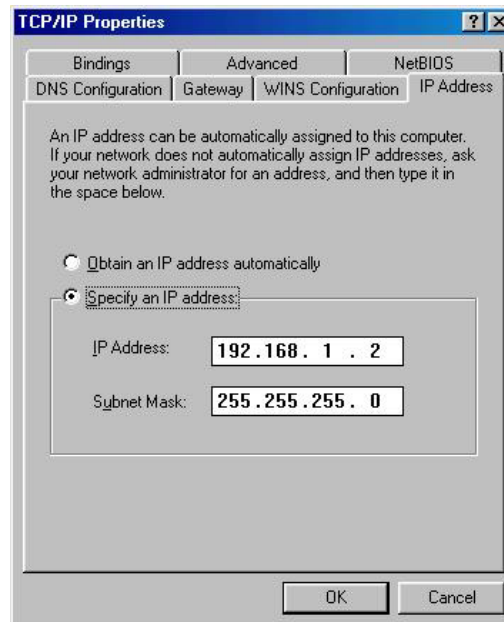 TCP/IP Properties
? x
Bindings Advanced NetBIOS
DNS Configuration Gateway WINS Configuration IP Address
An IP address can be automatically assigned to this computer.
If your network does not automatically assign IP addresses, ask
your network administrator for an address, and then type it in
the space below.
Obtain an IP address automatically
Specify an IP address:
IP Address: 192.168. 1 . 2
Subnet Mask: 255.255.255. 0
OK Cancel